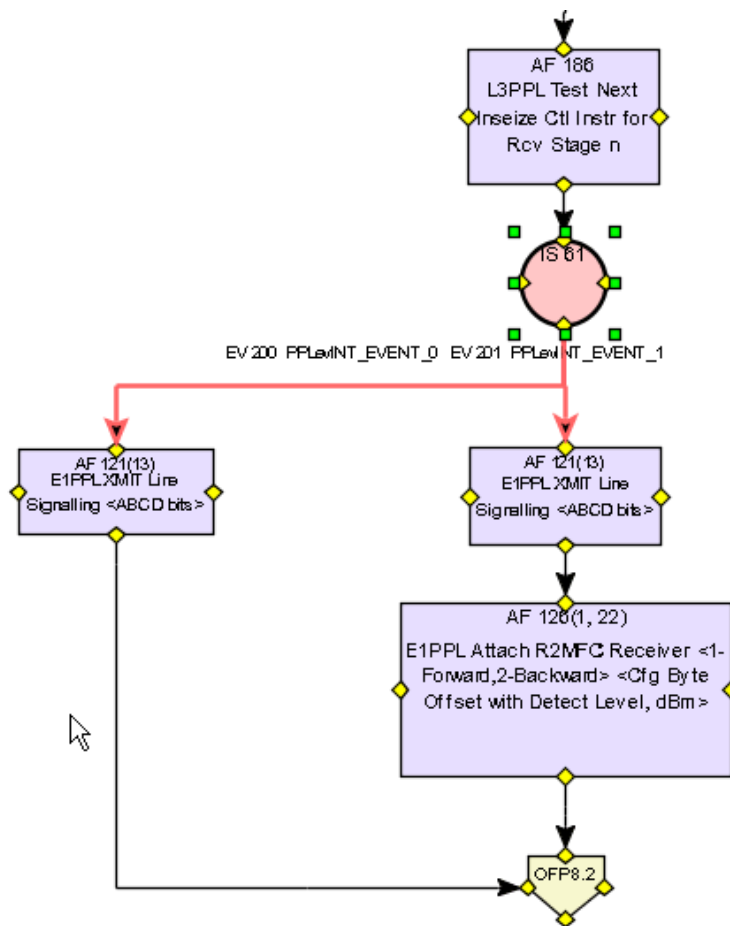 AF 186
L3PPL Test Next
Inseize Ctl Instr for
Rcv Stage n
IS 61
EV 200 PPLevINT_EVENT_0 EV 201 PPLevINT_EVENT_1
AF 121(13)
E1PPL XMIT Line
Signalling <ABCD bits>
AF 121(13)
E1PPL XMIT Line
Signalling <ABCD bits>
AF 126(1, 22)
E1PPL Attach R2MFC Receiver <1-
Forward,2-Backward> <Cfg Byte
Offset with Detect Level, dBm>
OFP8.2